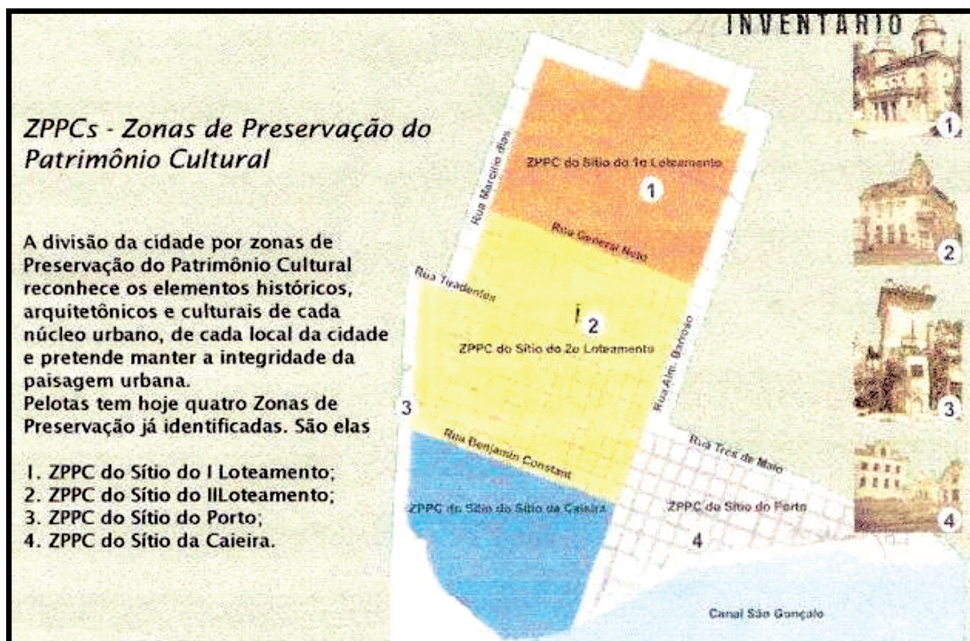 INVENTÁRIO
ZPPCs - Zonas de Preservação do
Patrimônio Cultural
A divisão da cidade por zonas de
Preservação do Patrimônio Cultural
reconhece os elementos históricos,
arquitetônicos e culturais de cada
núcleo urbano, de cada local da cidade
e pretende manter a integridade da
paisagem urbana.
Pelotas tem hoje quatro Zonas de
Preservação já identificadas. São elas
1. ZPPC do Sítio do I Loteamento;
2. ZPPC do Sítio do IILoteamento;
3. ZPPC do Sítio do Porto;
4. ZPPC do Sítio da Caieira.
Rua Marcilio dias
ZPPC do Sítio do 1o Loteamento
1
Rua General Neto
Rua Tiradentes
2
ZPPC do Sítio do 2o Loteamento
Rua Alm. Barroso
3
Rua Benjamin Constant
Rua Três de Maio
ZPPC do Sítio do Sítio da Caieira
ZPPC do Sítio do Porto
4
Canal São Gonçalo
1
2
3
4